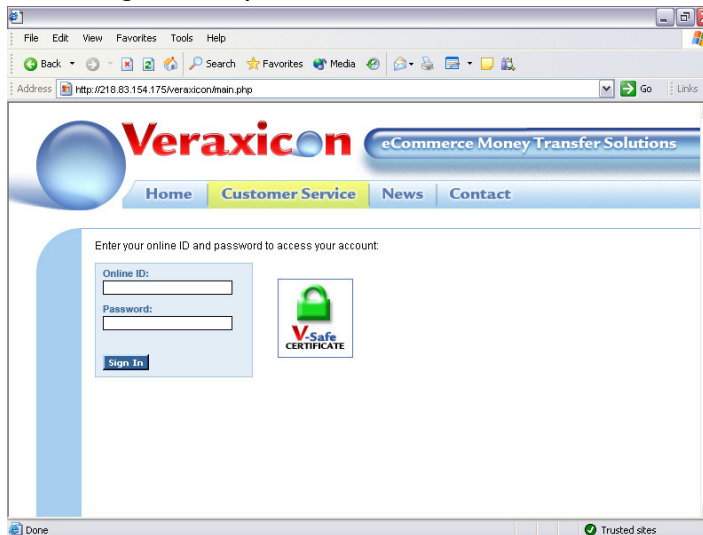 File Edit View Favorites Tools Help
Back Search Favorites Media
Address http://218.83.154.175/veraxicon/main.php Go Links
Veraxicon eCommerce Money Transfer Solutions
Home Customer Service News Contact
Enter your online ID and password to access your account:
Online ID:
Password:
V-Safe
CERTIFICATE
Sign In
Done Trusted sites